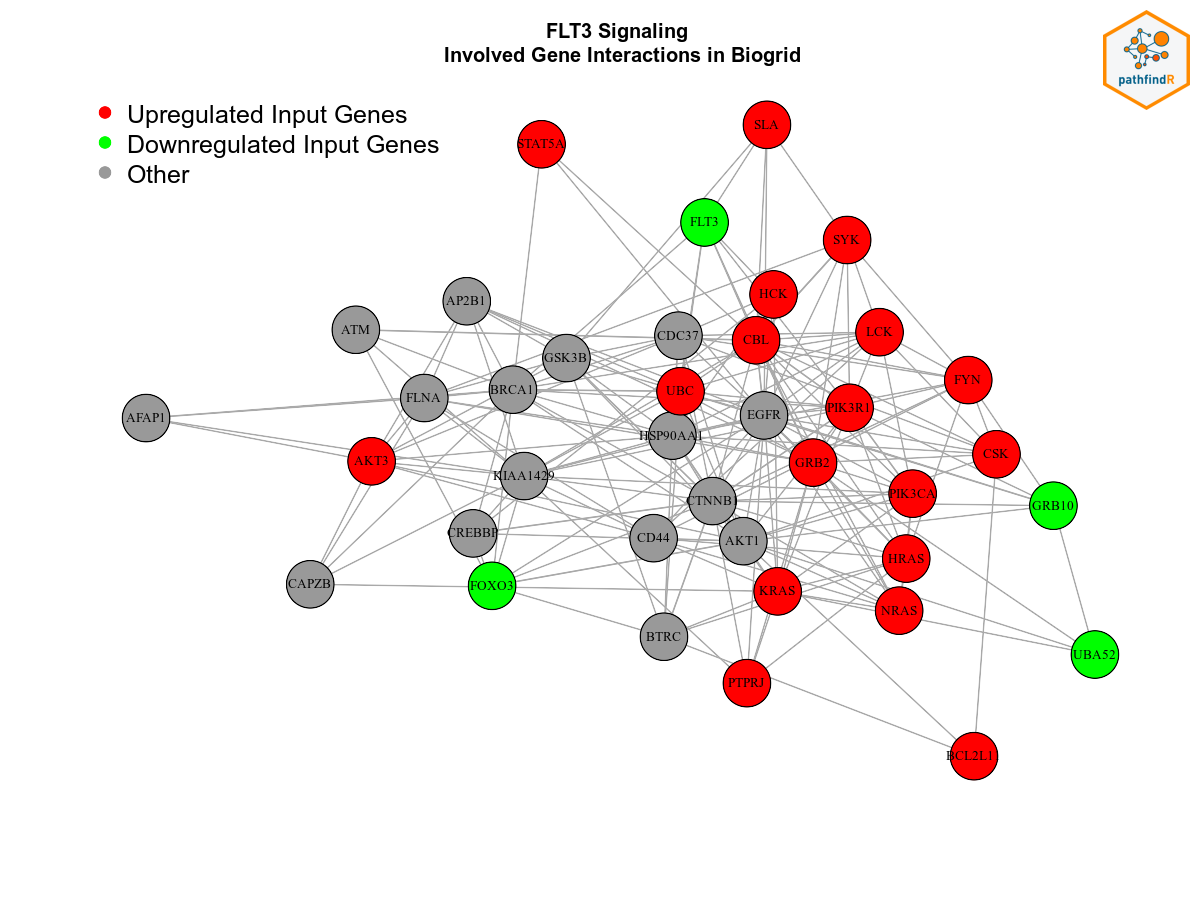 FLT3 Signaling
Involved Gene Interactions in Biogrid
pathfindR
Upregulated Input Genes
Downregulated Input Genes
Other
SLA
STAT5A
FLT3
SYK
HCK
AP2B1
ATM
CDC37
CBL
LCK
GSK3B
FYN
BRCA1
UBC
FLNA
PIK3R1
EGFR
AFAP1
HSP90AA1
AKT3
GRB2
CSK
KIAA1429
PIK3CA
CTNNB1
GRB10
CREBBP
CD44
AKT1
HRAS
CAPZB
FOXO3
KRAS
NRAS
BTRC
UBA52
PTPRJ
BCL2L1